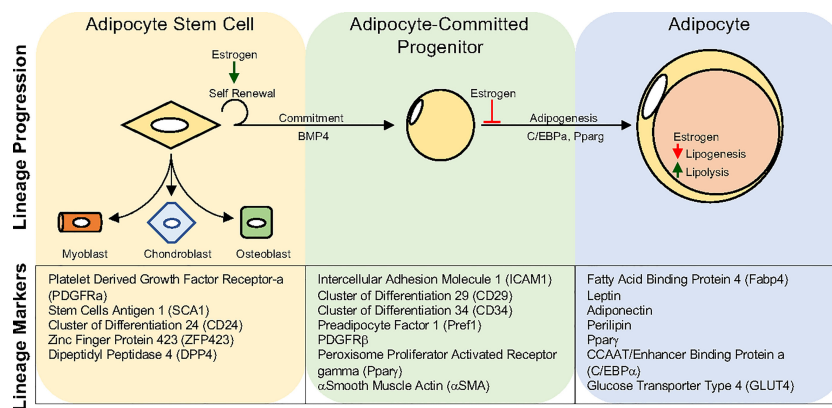 Adipocyte Stem Cell
Adipocyte-Committed
Progenitor
Adipocyte
Lineage Progression
Estrogen
Self Renewal
Commitment
BMP4
Estrogen
Adipogenesis
C/EBPa, Pparg
Estrogen
Lipogenesis
Lipolysis
Myoblast
Chondroblast
Osteoblast
Lineage Markers
Platelet Derived Growth Factor Receptor-a
(PDGFRa)
Stem Cells Antigen 1 (SCA1)
Cluster of Differentiation 24 (CD24)
Zinc Finger Protein 423 (ZFP423)
Dipeptidyl Peptidase 4 (DPP4)
Intercellular Adhesion Molecule 1 (ICAM1)
Cluster of Differentiation 29 (CD29)
Cluster of Differentiation 34 (CD34)
Preadipocyte Factor 1 (Pref1)
PDGFRβ
Peroxisome Proliferator Activated Receptor
gamma (Pparγ)
αSmooth Muscle Actin (αSMA)
Fatty Acid Binding Protein 4 (Fabp4)
Leptin
Adiponectin
Perilipin
Pparγ
CCAAT/Enhancer Binding Protein a
(C/EBPα)
Glucose Transporter Type 4 (GLUT4)